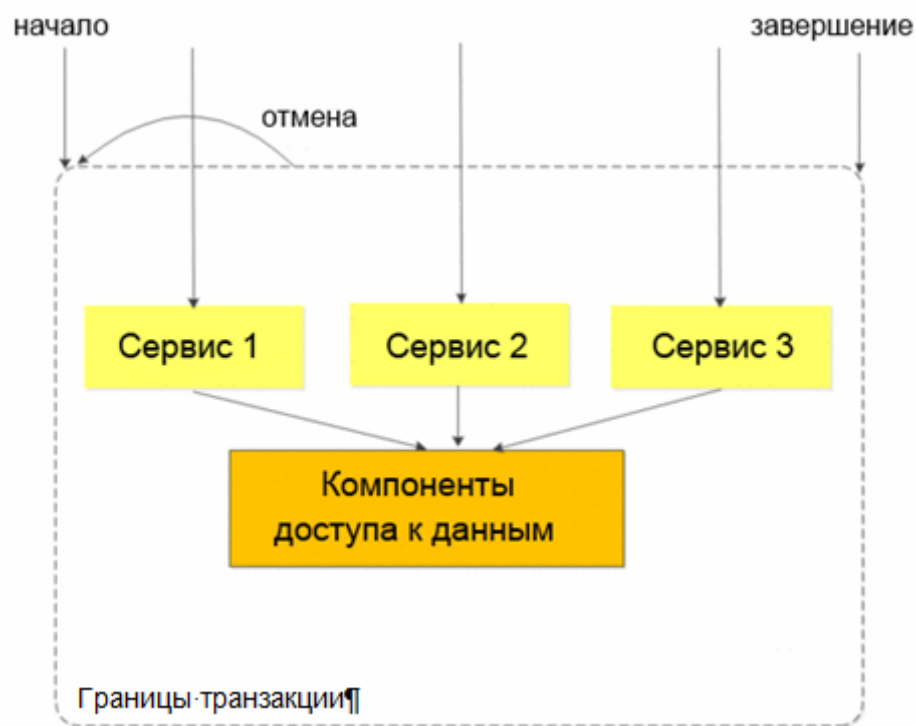 начало
завершение
отмена
Сервис 1
Сервис 2
Сервис 3
Компоненты
доступа к данным
Границы·транзакции¶